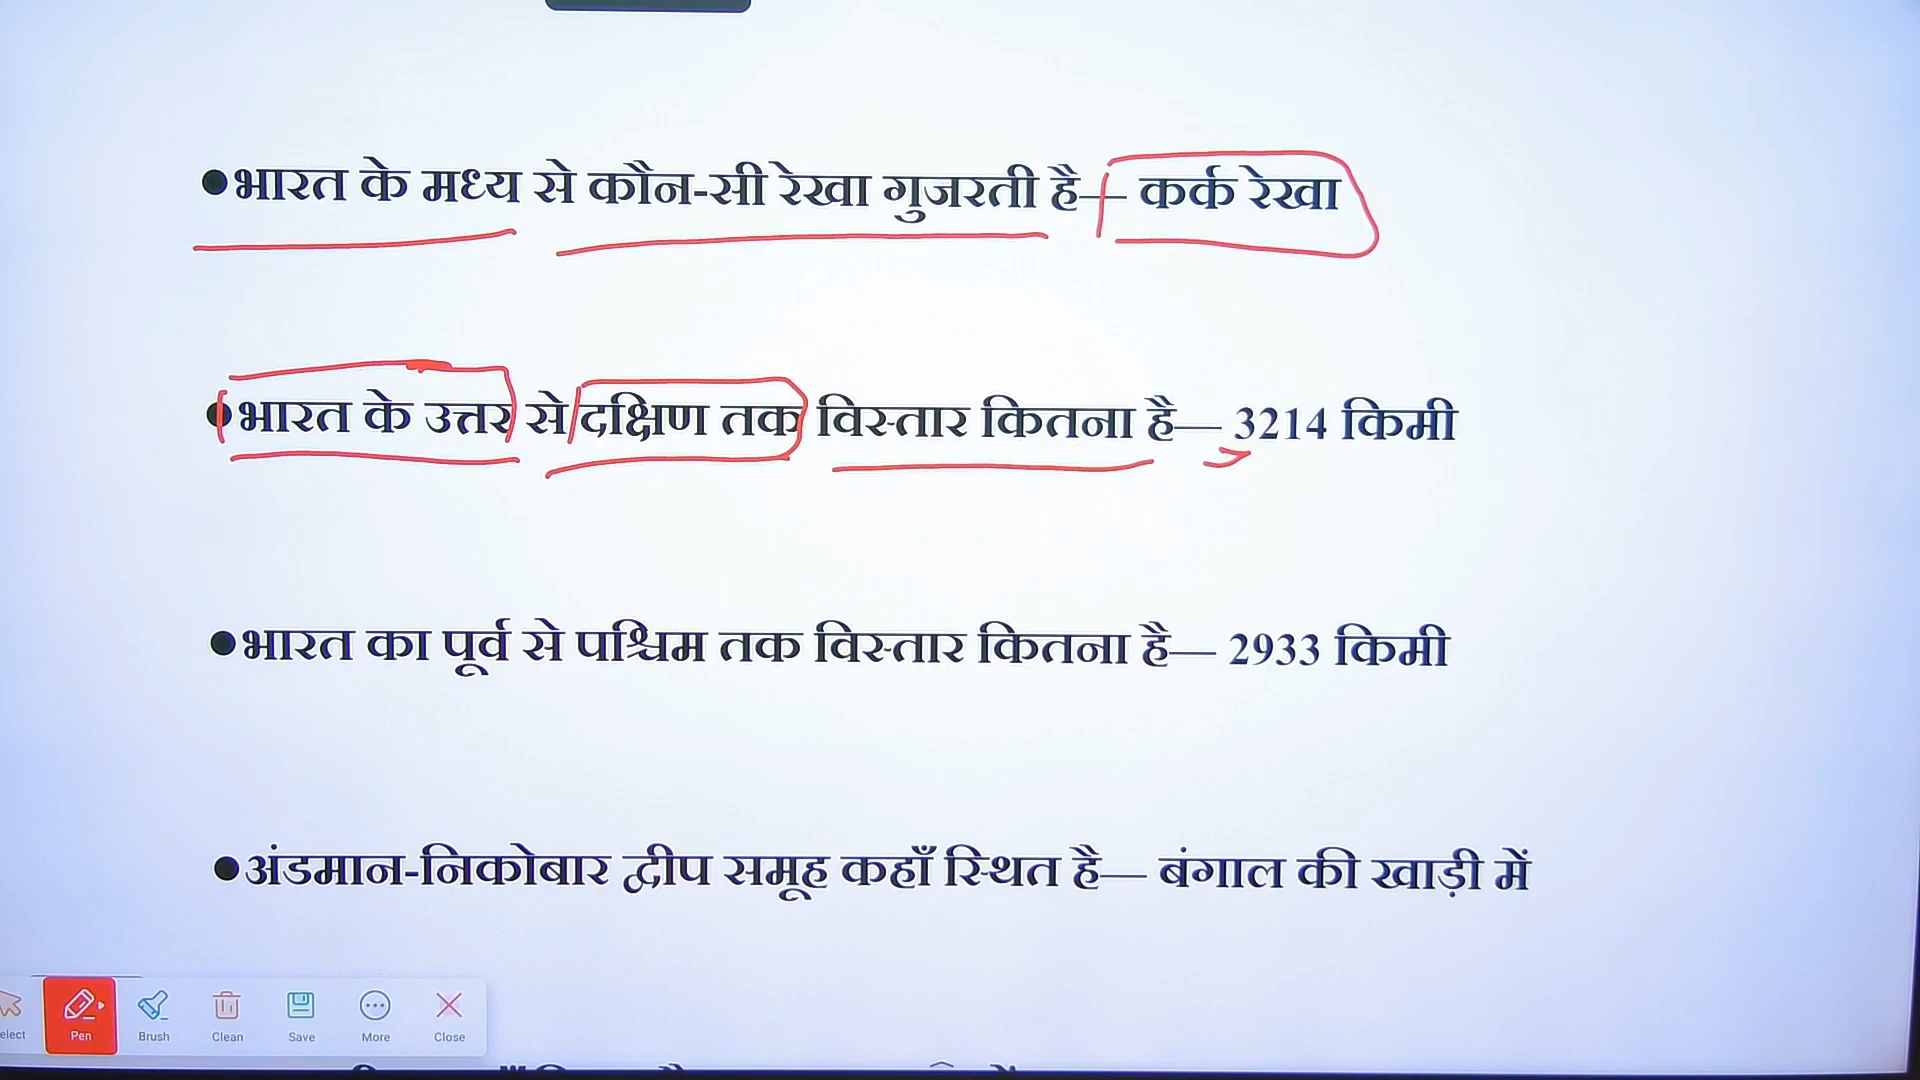 ●भारत के मध्य से कौन-सी रेखा गुजरती है— कर्क रेखा
●भारत के उत्तर से दक्षिण तक विस्तार कितना है— 3214 किमी
●भारत का पूर्व से पश्चिम तक विस्तार कितना है— 2933 किमी
●अंडमान-निकोबार द्वीप समूह कहाँ स्थित है— बंगाल की खाड़ी में
elect Pen Brush Clean Save More Close